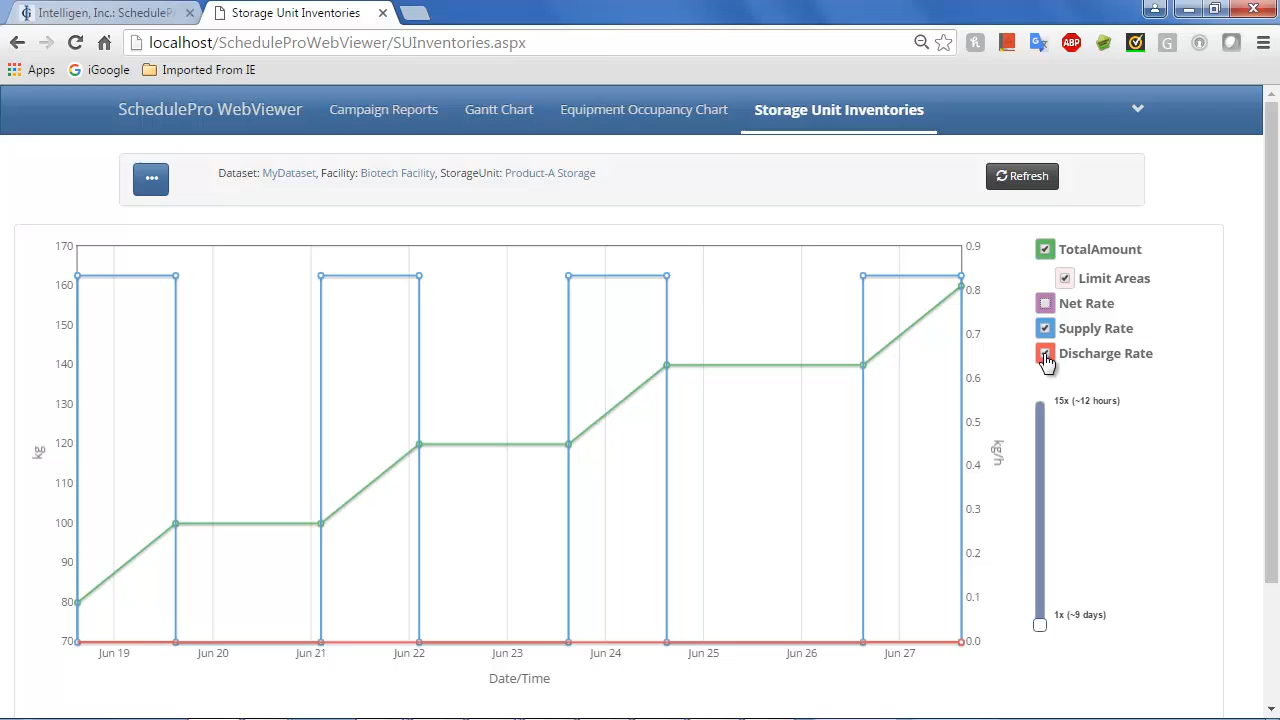 Intelligen, Inc.: ScheduleP
Storage Unit Inventories
localhost/ScheduleProWebViewer/SUInventories.aspx
ABP
G
Apps
iGoogle
Imported From IE
SchedulePro WebViewer
Campaign Reports
Gantt Chart
Equipment Occupancy Chart
Storage Unit Inventories
Dataset: MyDataset, Facility: Biotech Facility, StorageUnit: Product-A Storage
Refresh
170
160
150
140
130
120
110
100
90
80
70
kg
0.9
0.8
0.7
0.6
0.5
0.4
0.3
0.2
0.1
0.0
kg/h
Jun 19
Jun 20
Jun 21
Jun 22
Jun 23
Jun 24
Jun 25
Jun 26
Jun 27
Date/Time
TotalAmount
Limit Areas
Net Rate
Supply Rate
Discharge Rate
15x (~12 hours)
1x (~9 days)